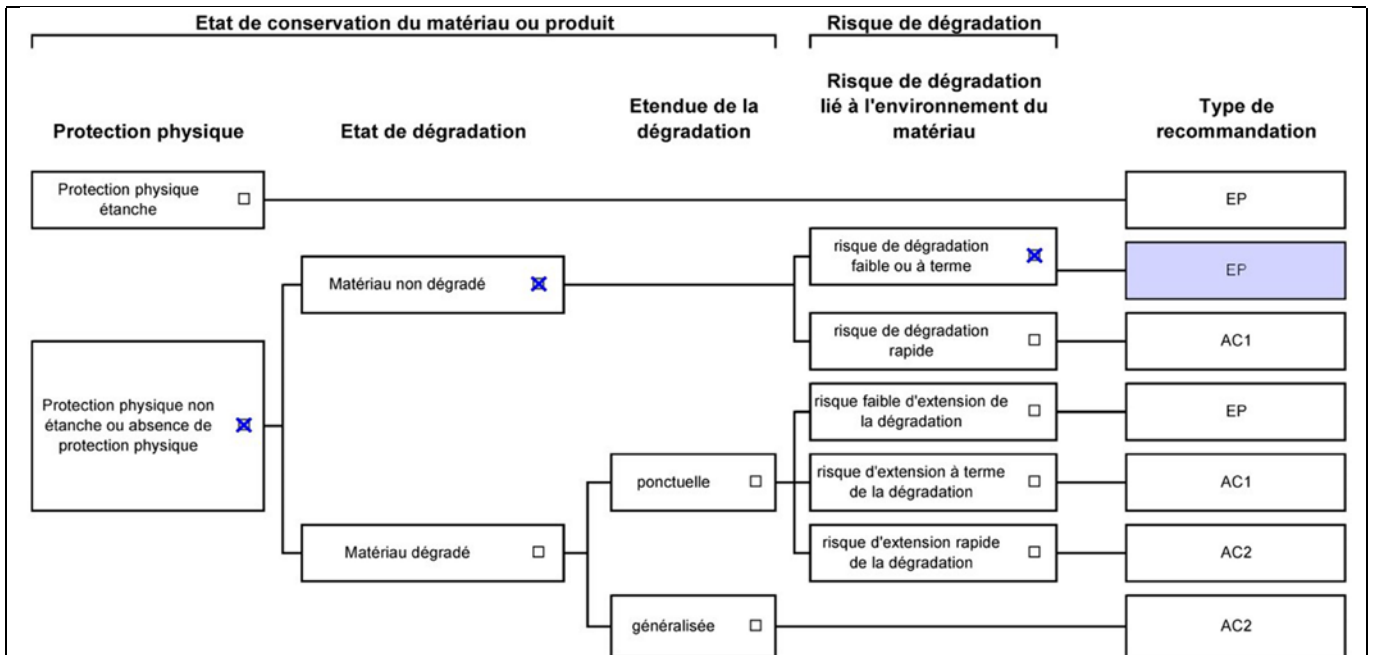 Etat de conservation du matériau ou produit
Risque de dégradation
Protection physique
Etat de dégradation
Etendue de la
dégradation
Risque de dégradation
lié à l'environnement du
matériau
Type de
recommandation
Protection physique
étanche
EP
risque de dégradation
faible ou à terme
EP
Matériau non dégradé
risque de dégradation
rapide
AC1
Protection physique non
étanche ou absence de
protection physique
risque faible d'extension de
la dégradation
EP
ponctuelle
risque d'extension à terme
de la dégradation
AC1
Matériau dégradé
risque d'extension rapide
de la dégradation
AC2
généralisée
AC2